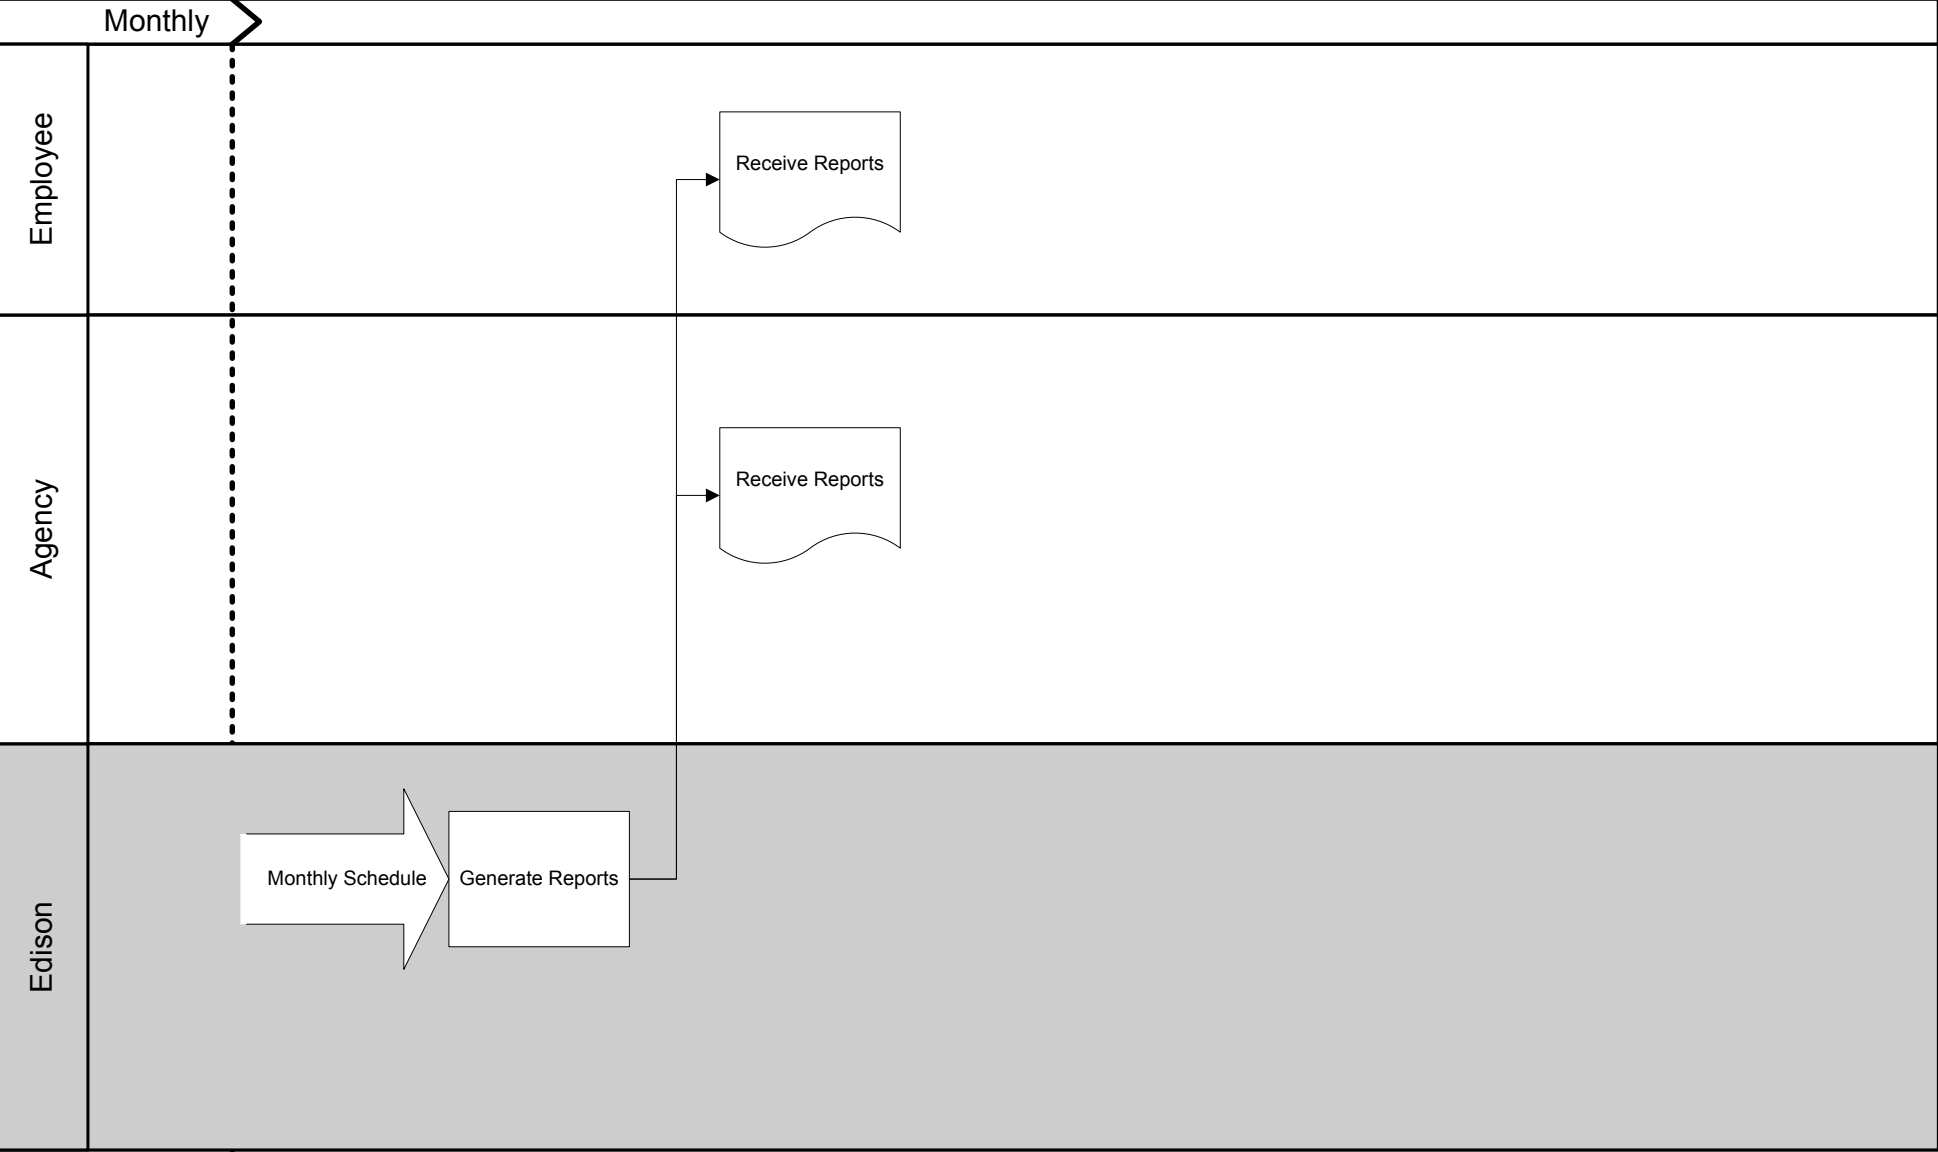 Monthly
Employee
Receive Reports
Agency
Receive Reports
Edison
Monthly Schedule
Generate Reports